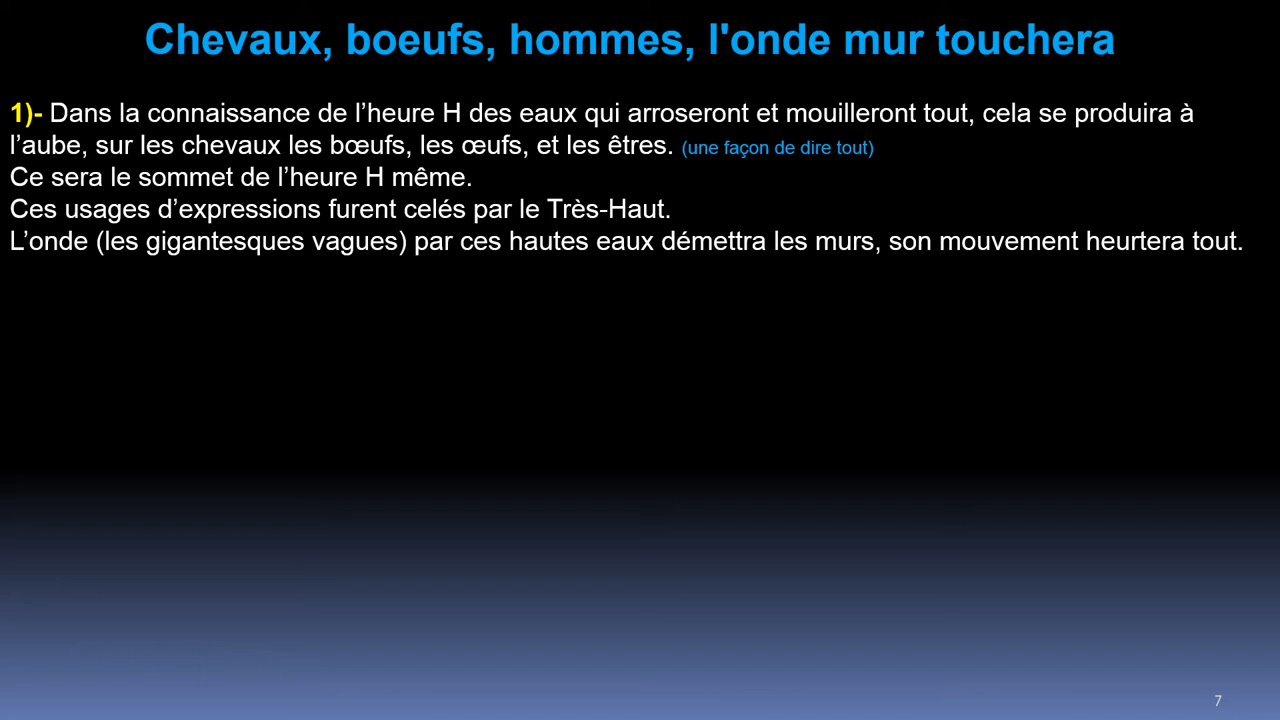 Chevaux, boeufs, hommes, l'onde mur touchera
1)- Dans la connaissance de l’heure H des eaux qui arroseront et mouilleront tout, cela se produira à
l’aube, sur les chevaux les bœufs, les œufs, et les êtres. (une façon de dire tout)
Ce sera le sommet de l’heure H même.
Ces usages d’expressions furent celés par le Très-Haut.
L’onde (les gigantesques vagues) par ces hautes eaux démettra les murs, son mouvement heurtera tout.
7